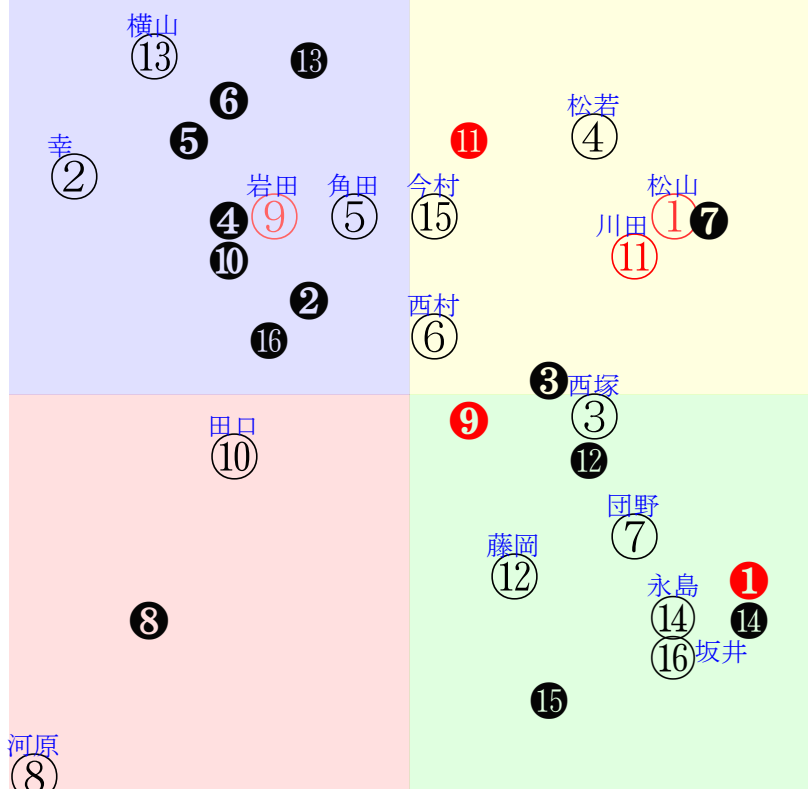 横山
⑬ ⓭
❻
松若
④
❺ ⓫
幸
②
岩田 角田 今村 松山
❹ ⑨ ⑤ ⑮ ① ❼
川田
⑪
❿
❷
西村
⑥
⓰
❸ 西塚
③
❾
田口
⑩ ⓬
団野
⑦
藤岡
⑫
永島 ❶
⑭ ⓮
❽
⑯ 坂井
⓯
河原
⑧